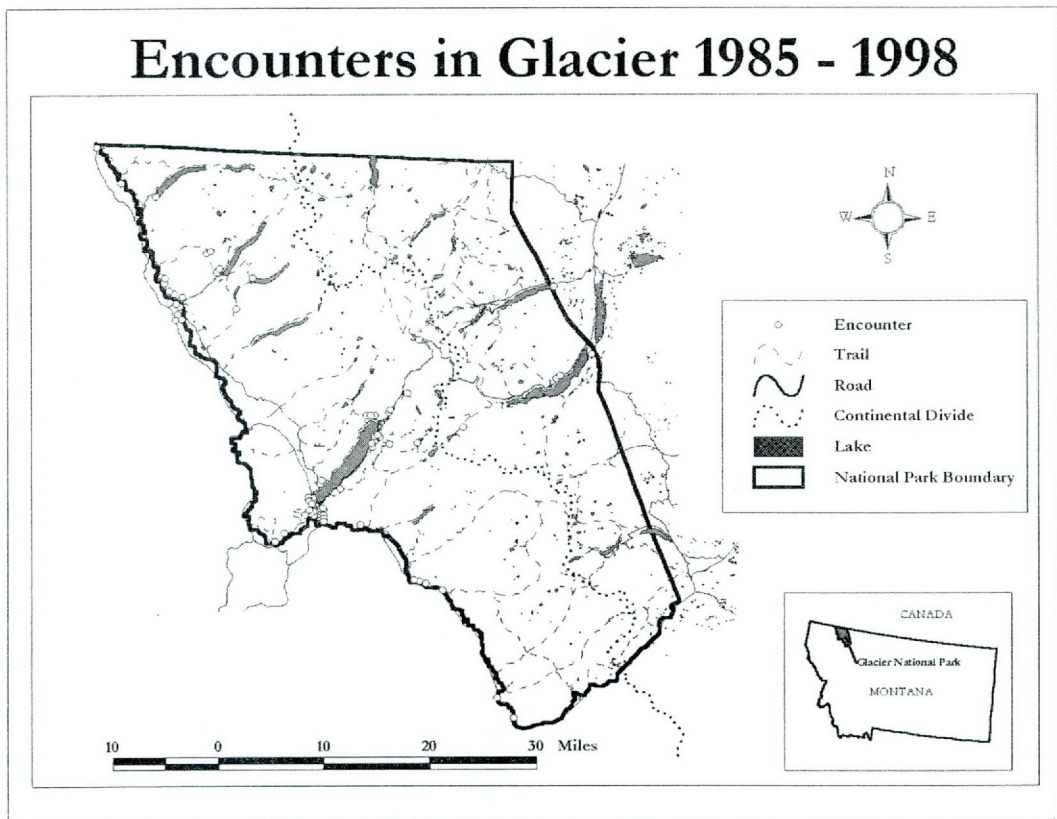 Encounters in Glacier 1985 - 1998
N
W E
S
Encounter
Trail
Road
Continental Divide
Lake
National Park Boundary
CANADA
Glacier National Park
MONTANA
10 0 10 20 30 Miles